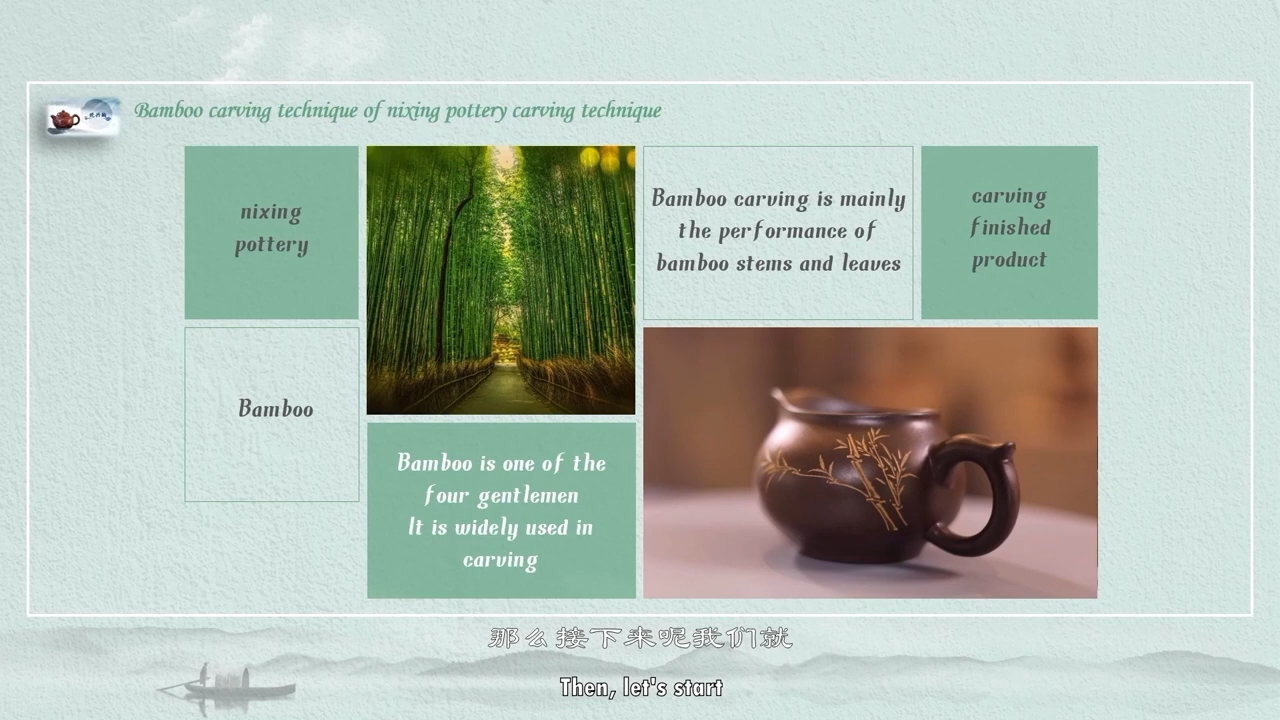 Bamboo carving technique of nixing pottery carving technique
nixing
pottery
Bamboo carving is mainly
the performance of
bamboo stems and leaves
carving
finished
product
Bamboo
Bamboo is one of the
four gentlemen
It is widely used in
carving
那么接下来呢我们就
Then, let's start